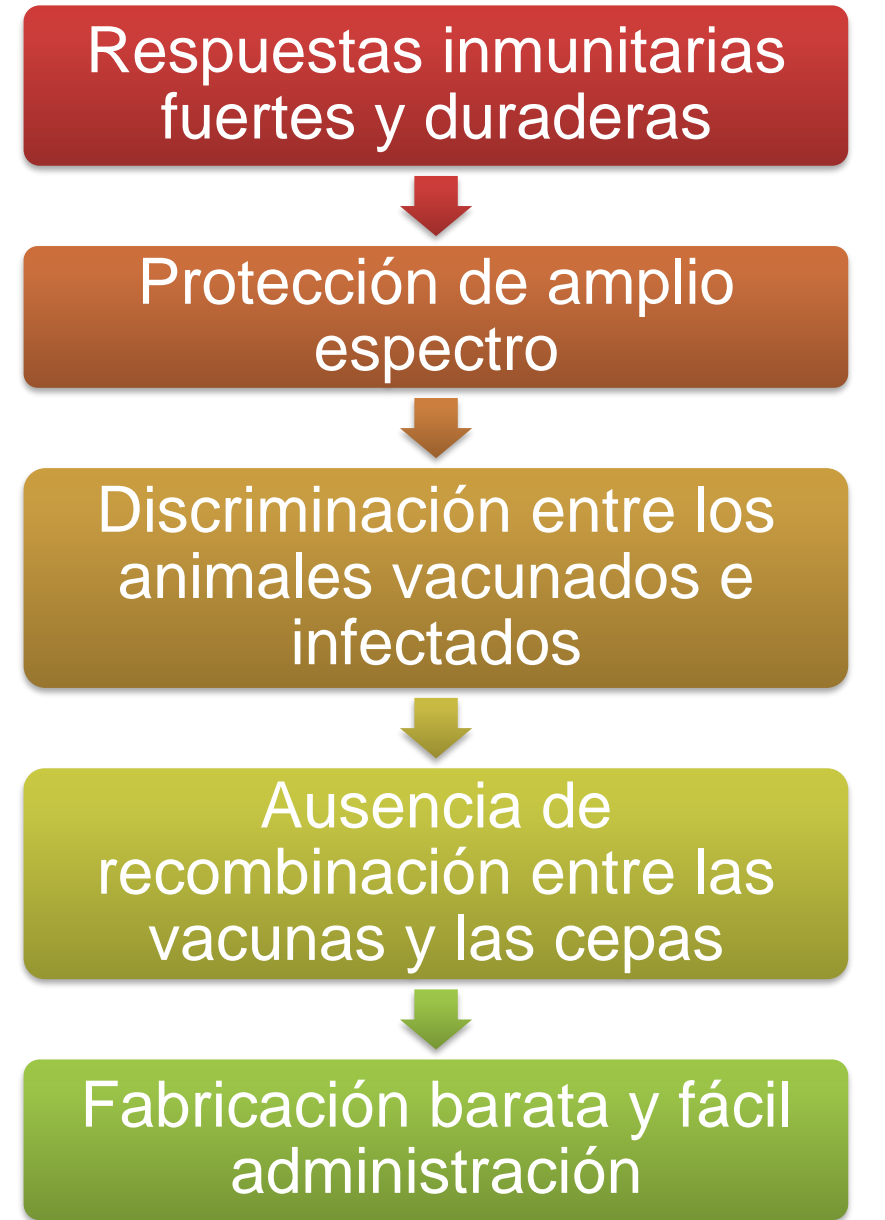 Respuestas inmunitarias
fuertes y duraderas
Protección de amplio
espectro
Discriminación entre los
animales vacunados e
infectados
Ausencia de
recombinación entre las
vacunas y las cepas
Fabricación barata y fácil
administración